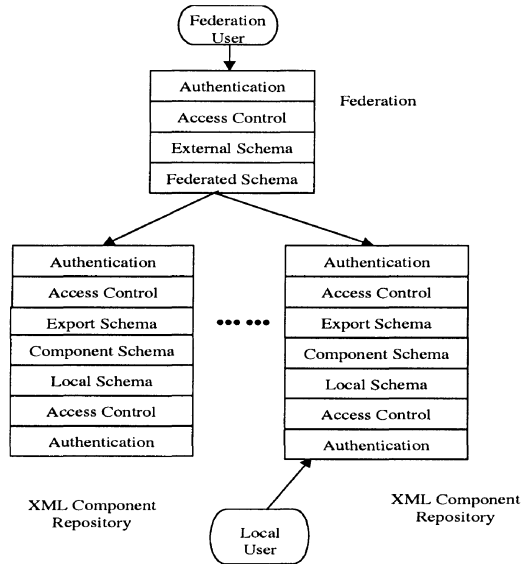 Federation
User
Authentication
Federation
Access Control
External Schema
Federated Schema
Authentication
Access Control
Export Schema
Component Schema
Local Schema
Access Control
Authentication
Authentication
Access Control
Export Schema
Component Schema
Local Schema
Access Control
Authentication
XML Component
Repository
XML Component
Repository
Local
User